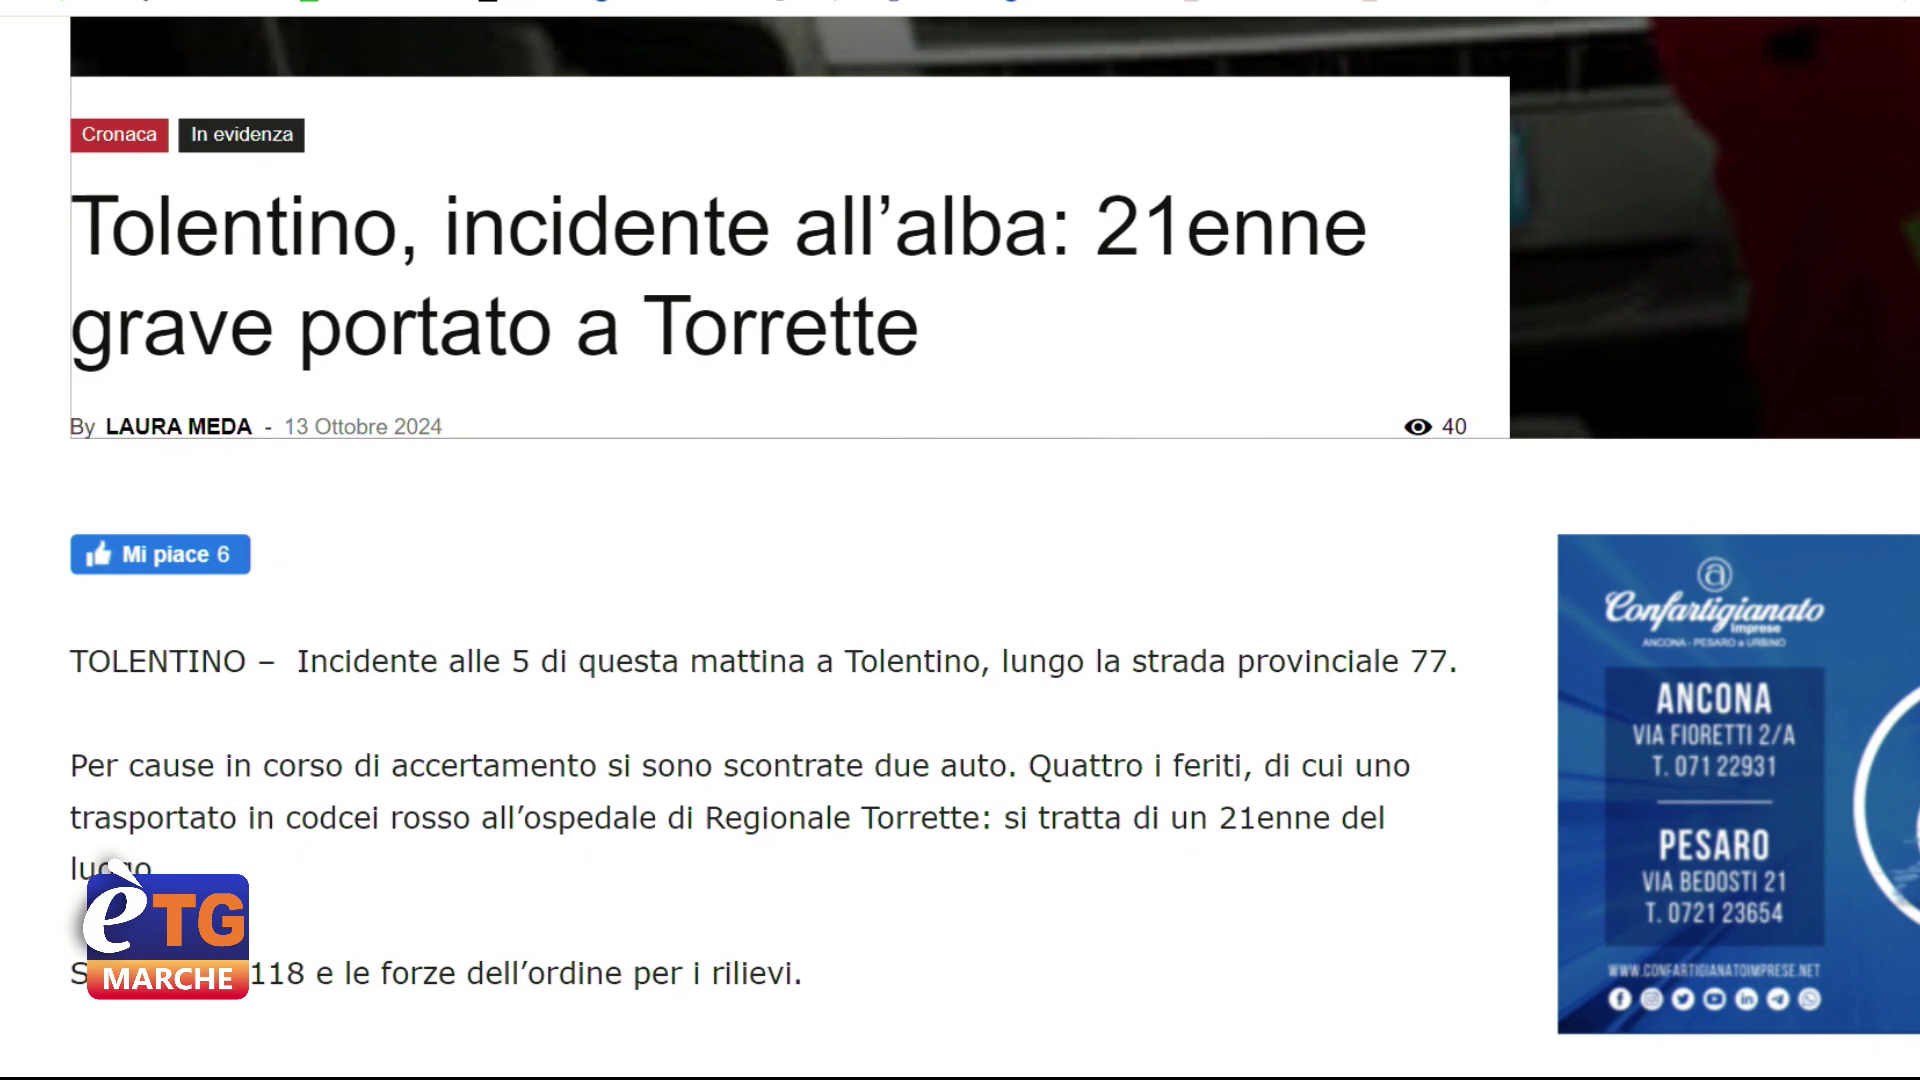 Cronaca
In evidenza
Tolentino, incidente all’alba: 21enne
grave portato a Torrette
By LAURA MEDA - 13 Ottobre 2024
40
Mi piace 6
TOLENTINO – Incidente alle 5 di questa mattina a Tolentino, lungo la strada provinciale 77.
Per cause in corso di accertamento si sono scontrate due auto. Quattro i feriti, di cui uno
trasportato in codcei rosso all’ospedale di Regionale Torrette: si tratta di un 21enne del
118 e le forze dell’ordine per i rilievi.
è TG
MARCHE
Confartigianato
Imprese
ANCONA - PESARO e URBINO
ANCONA
VIA FIORETTI 2/A
T. 071 22931
PESARO
VIA BEDOSTI 21
T. 0721 23654
WWW.CONFARTIGIANATOIMPRESE.NET